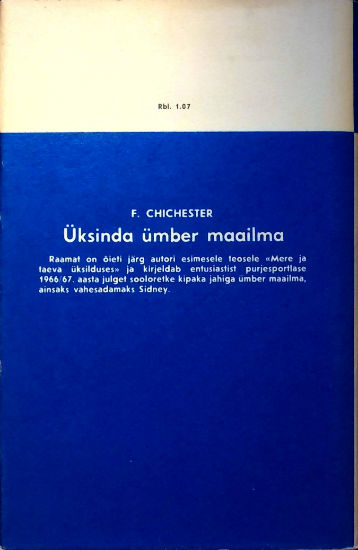 Rbl. 1.07
F. CHICHESTER
Üksinda ümber maailma
Raamat on õieti järg autori esimesele teosele «Mere ja
taeva üksilduses» ja kirjeldab entusiastist purjesportlase
1966/67. aasta julget sooloretke kipaka jahiga ümber maailma,
ainsaks vahesadamaks Sidney.